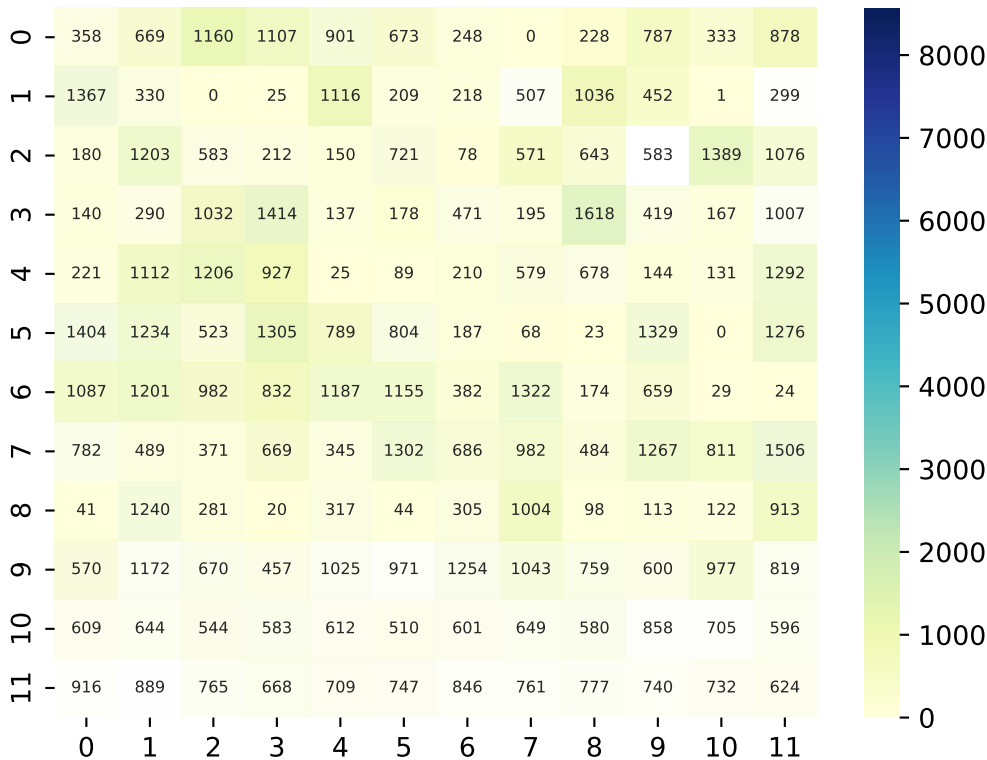 0 358 669 1160 1107 901 673 248 0 228 787 333 878
1 1367 330 0 25 1116 209 218 507 1036 452 1 299
2 180 1203 583 212 150 721 78 571 643 583 1389 1076
3 140 290 1032 1414 137 178 471 195 1618 419 167 1007
4 221 1112 1206 927 25 89 210 579 678 144 131 1292
5 1404 1234 523 1305 789 804 187 68 23 1329 0 1276
6 1087 1201 982 832 1187 1155 382 1322 174 659 29 24
7 782 489 371 669 345 1302 686 982 484 1267 811 1506
8 41 1240 281 20 317 44 305 1004 98 113 122 913
9 570 1172 670 457 1025 971 1254 1043 759 600 977 819
10 609 644 544 583 612 510 601 649 580 858 705 596
11 916 889 765 668 709 747 846 761 777 740 732 624
0 1 2 3 4 5 6 7 8 9 10 11
8000
7000
6000
5000
4000
3000
2000
1000
0